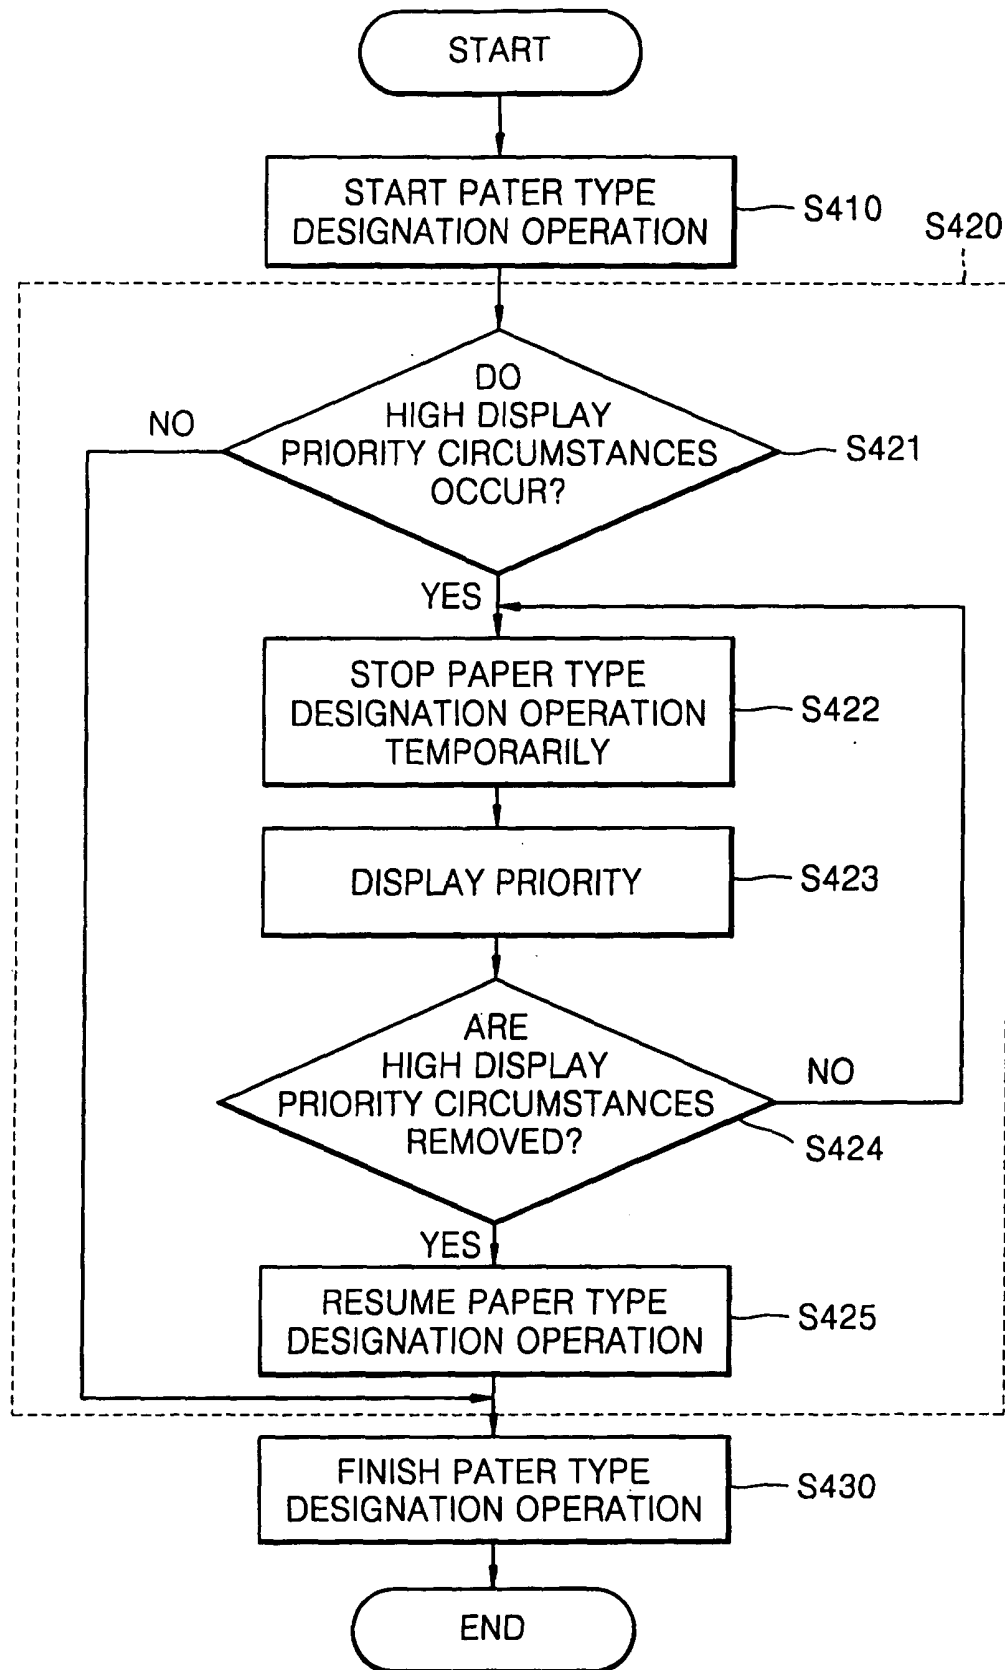 START
START PATER TYPE
DESIGNATION OPERATION
S410
S420
DO
HIGH DISPLAY
PRIORITY CIRCUMSTANCES
OCCUR?
NO
S421
YES
STOP PAPER TYPE
DESIGNATION OPERATION
TEMPORARILY
S422
DISPLAY PRIORITY
S423
ARE
HIGH DISPLAY
PRIORITY CIRCUMSTANCES
REMOVED?
NO
S424
YES
RESUME PAPER TYPE
DESIGNATION OPERATION
S425
FINISH PATER TYPE
DESIGNATION OPERATION
S430
END